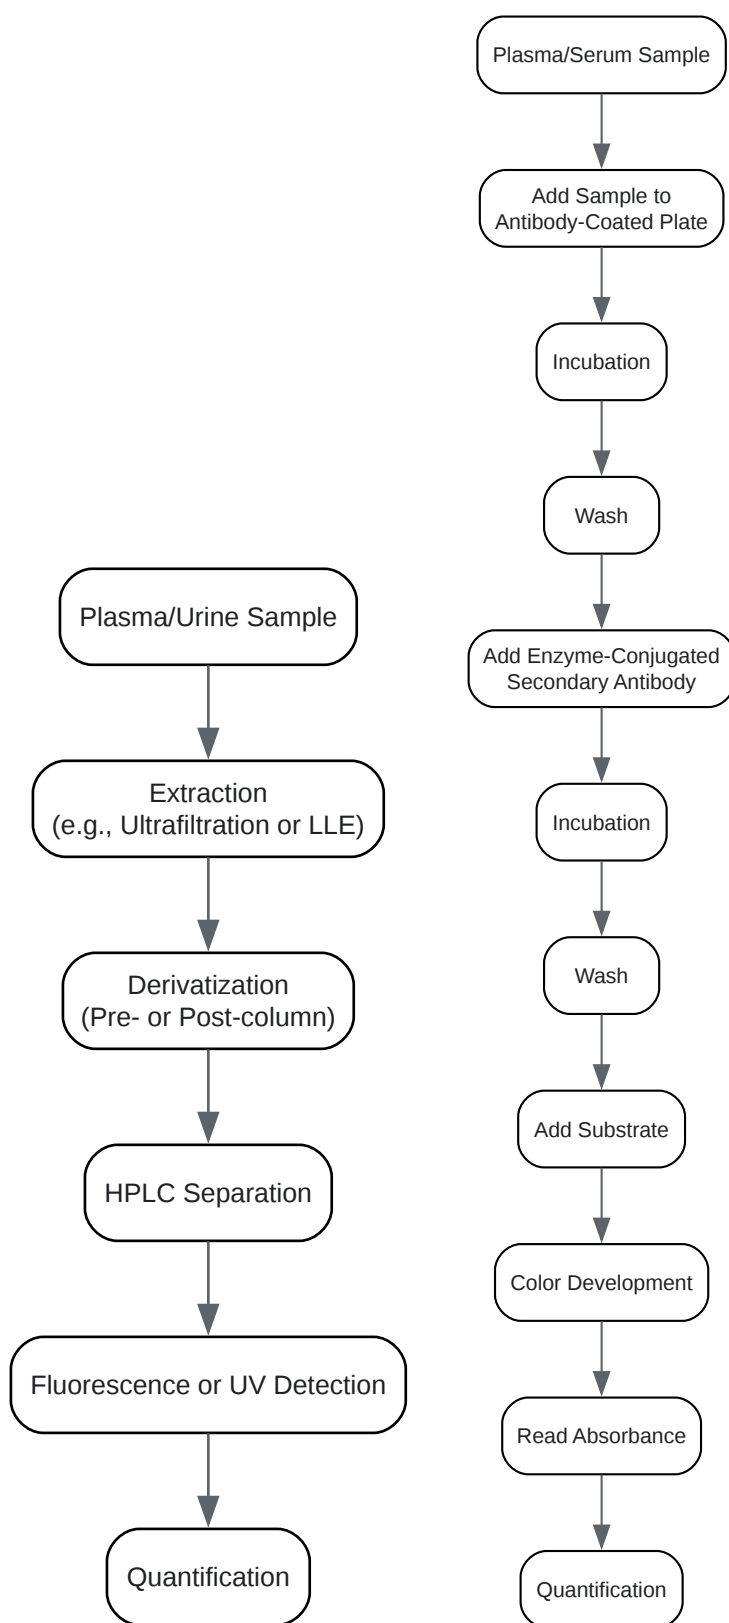 Plasma/Urine Sample
Extraction
(e.g., Ultrafiltration or LLE)
Derivatization
(Pre- or Post-column)
HPLC Separation
Fluorescence or UV Detection
Quantification
Plasma/Serum Sample
Add Sample to
Antibody-Coated Plate
Incubation
Wash
Add Enzyme-Conjugated
Secondary Antibody
Incubation
Wash
Add Substrate
Color Development
Read Absorbance
Quantification